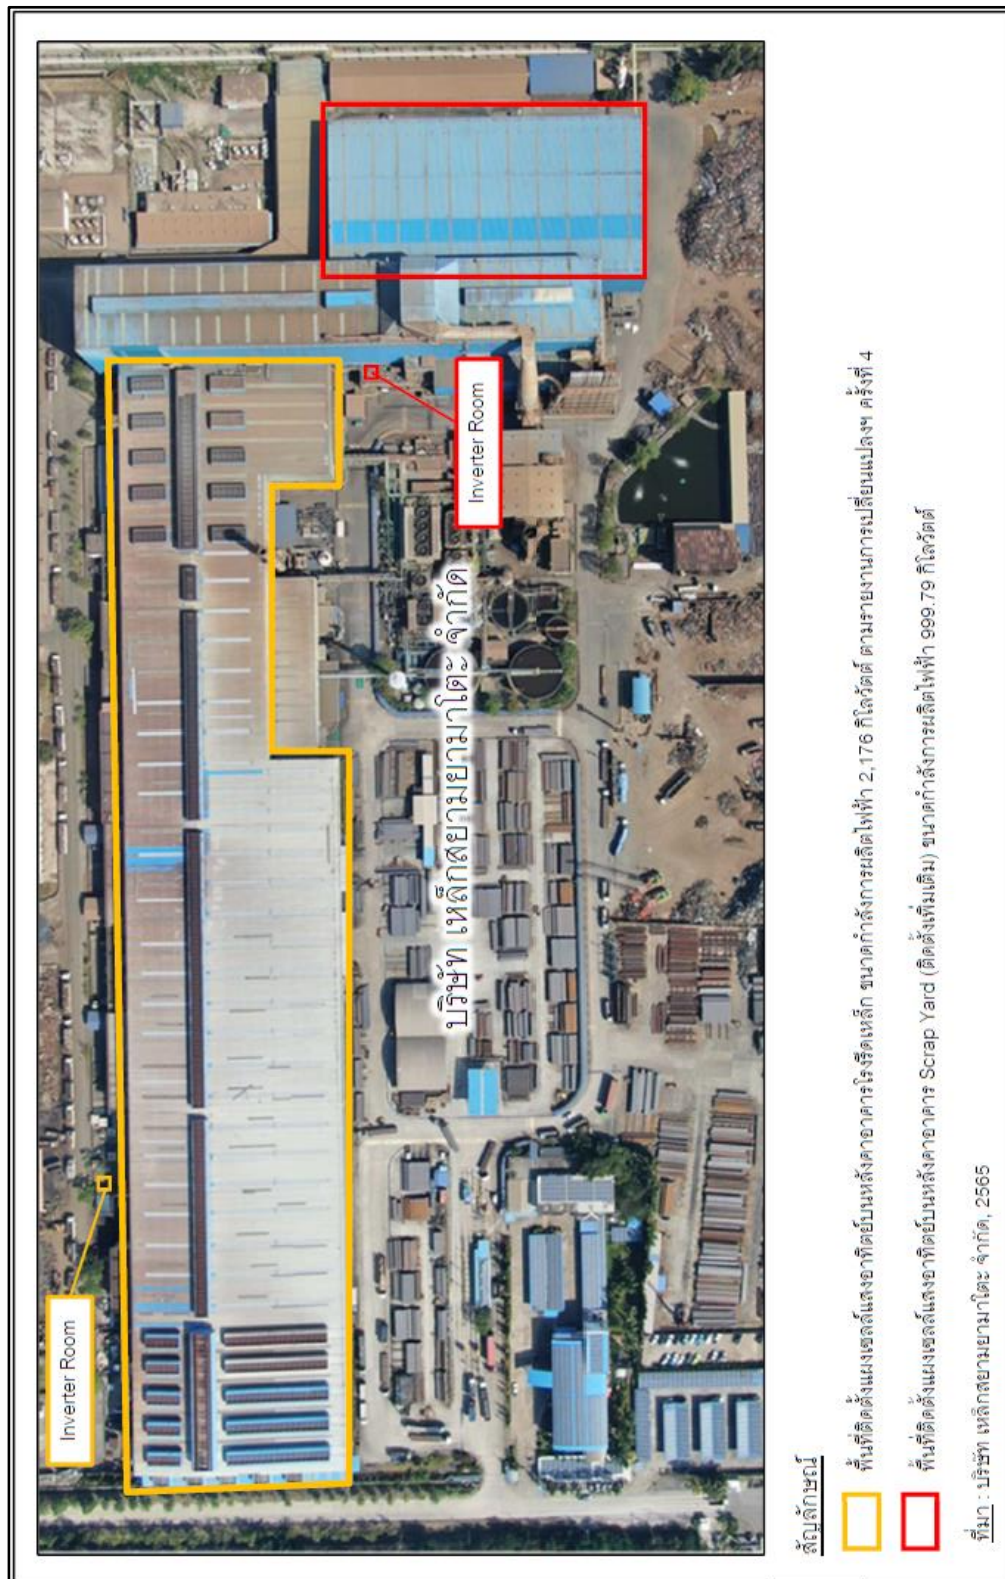 Inverter Room
Inverter Room
บริษัท เหล็กสยามยามาโตะ จำกัด
สัญลักษณ์
พื้นที่ติดตั้งแผงเซลล์แสงอาทิตย์บนหลังคาอาคารโรงรีดเหล็ก ขนาดกำลังการผลิตไฟฟ้า 2,176 กิโลวัตต์ ตามรายงานการเปลี่ยนแปลงฯ ครั้งที่ 4
พื้นที่ติดตั้งแผงเซลล์แสงอาทิตย์บนหลังคาอาคาร Scrap Yard (ติดตั้งเพิ่มเติม) ขนาดกำลังการผลิตไฟฟ้า 999.79 กิโลวัตต์
ที่มา : บริษัท เหล็กสยามยามาโตะ จำกัด, 2565